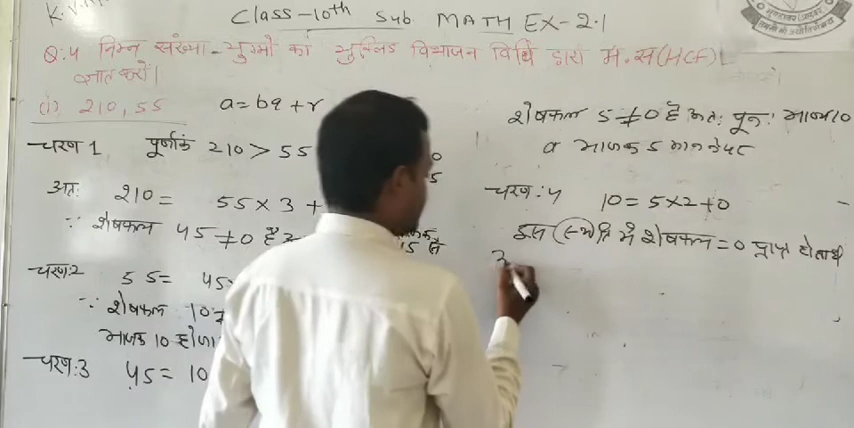 Class-10th Sub MATH EX-2.1
Q:4 निम्न संख्या-युग्मों का युक्लिड विभाजन विधि द्वारा म.स(HCF)
ज्ञात करो।
(i) 210, 55 a=bq+r
चरण 1 पूर्णांक 210 > 55
अतः 210 = 55 × 3 +
∵ शेषफल 45 ≠ 0 है
चरण:2 55 = 45
∵ शेषफल 10
भाजक 10 होगा
चरण:3 45 = 10
शेषफल 5 ≠ 0 है अतः पुनः भाज्य 10
व भाजक 5 मानने पर
चरण:4 10 = 5×2+0
इस स्थिति में शेषफल = 0 प्राप्त होता है